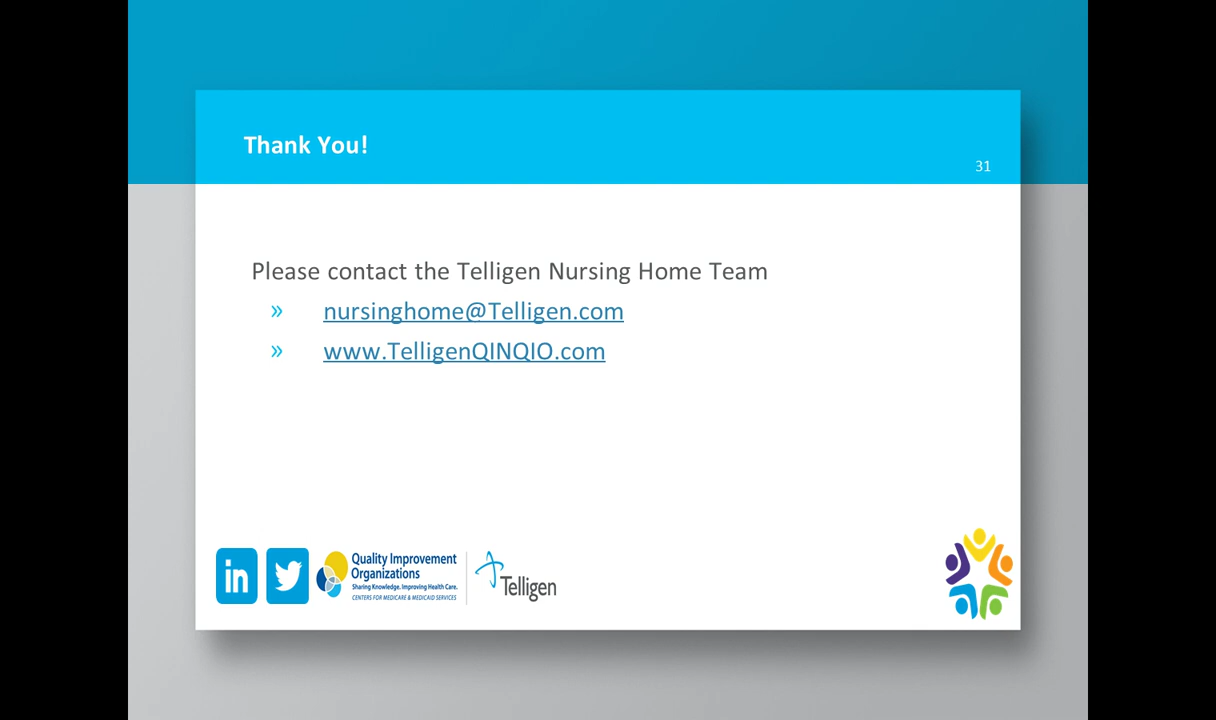 Thank You!
31
Please contact the Telligen Nursing Home Team
» nursinghome@Telligen.com
» www.TelligenQINQIO.com
in
Quality Improvement
Organizations
Sharing Knowledge. Improving Health Care.
CENTERS FOR MEDICARE & MEDICAID SERVICES
Telligen